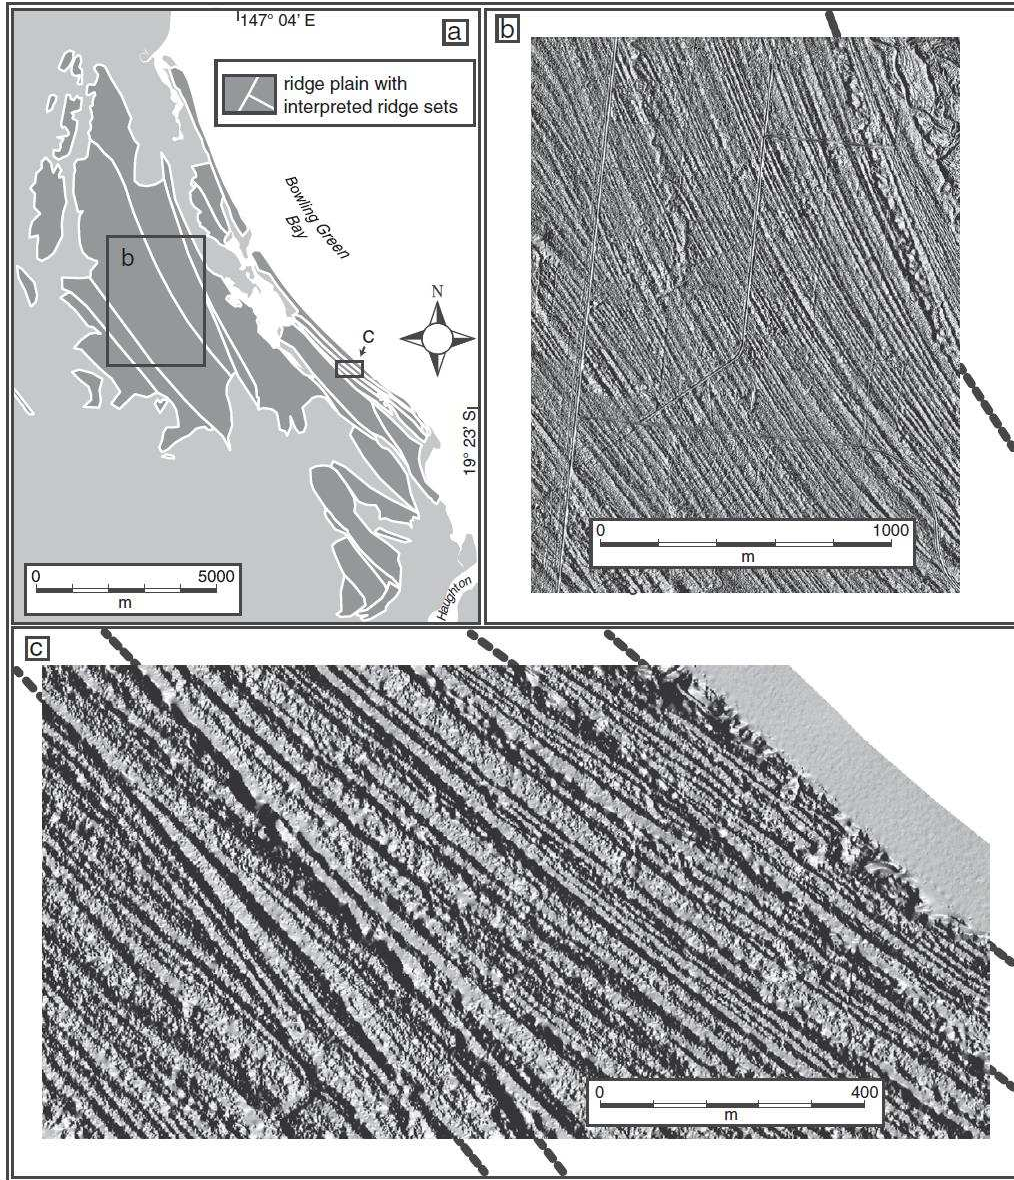 147° 04' E
a
ridge plain with
interpreted ridge sets
Bowling Green
Bay
b
N
C
19° 23' S
0 5000
m
Haughton
b
0 1000
m
c
0 400
m